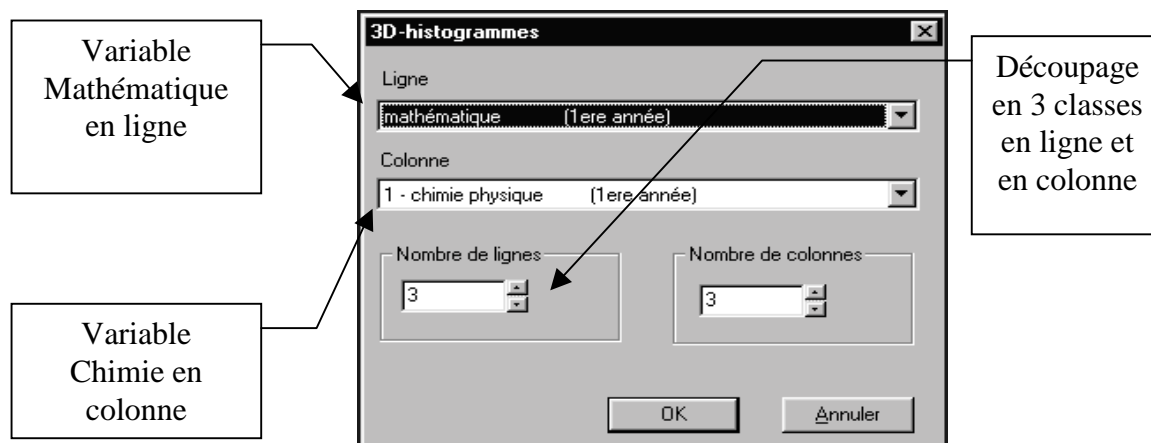 Variable
Mathématique
en ligne
Variable
Chimie en
colonne
3D-histogrammes
Ligne
mathématique (1ere année)
Colonne
1 - chimie physique (1ere année)
Nombre de lignes
3
Nombre de colonnes
3
OK
Annuler
Découpage
en 3 classes
en ligne et
en colonne